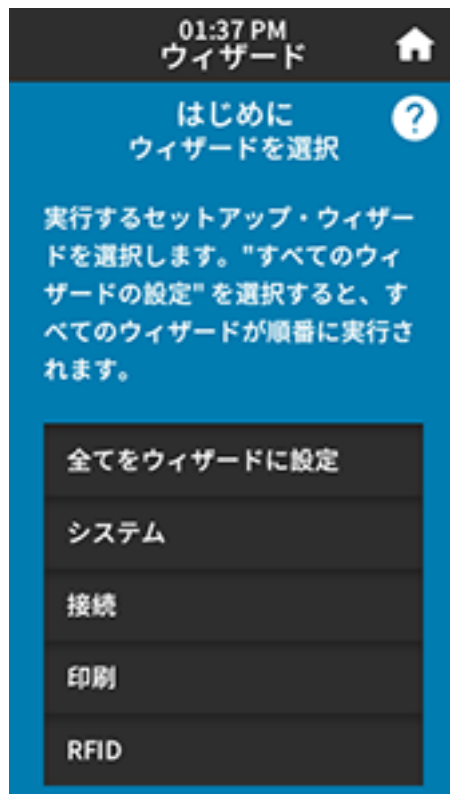 01:37 PM
ウィザード
はじめに
ウィザードを選択
?
実行するセットアップ・ウィザー
ドを選択します。"すべてのウィ
ザードの設定" を選択すると、す
べてのウィザードが順番に実行さ
れます。
全てをウィザードに設定
システム
接続
印刷
RFID